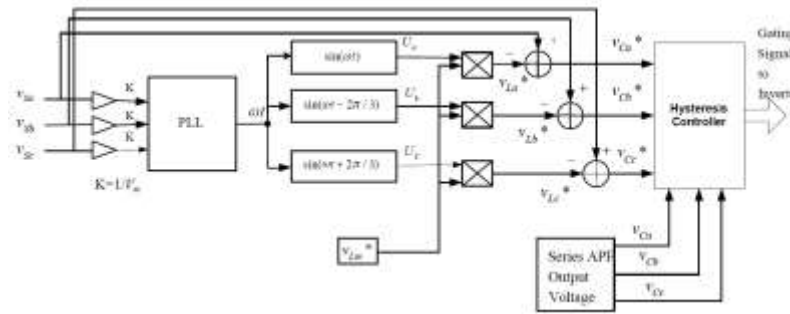 v_Sa
v_Sb
v_Sc
K
K
K
K=1/V_m
PLL
ωt
sin(ωt)
sin(ωt − 2π / 3)
sin(ωt + 2π / 3)
U_a
U_b
U_c
v_Lm*
v_La*
v_Lb*
v_Lc*
−
+
−
+
−
+
v_Ca*
v_Cb*
v_Cc*
Hysteresis
Controller
Gating
Signal
to
Series APF
Output
Voltage
v_Ca
v_Cb
v_Cc